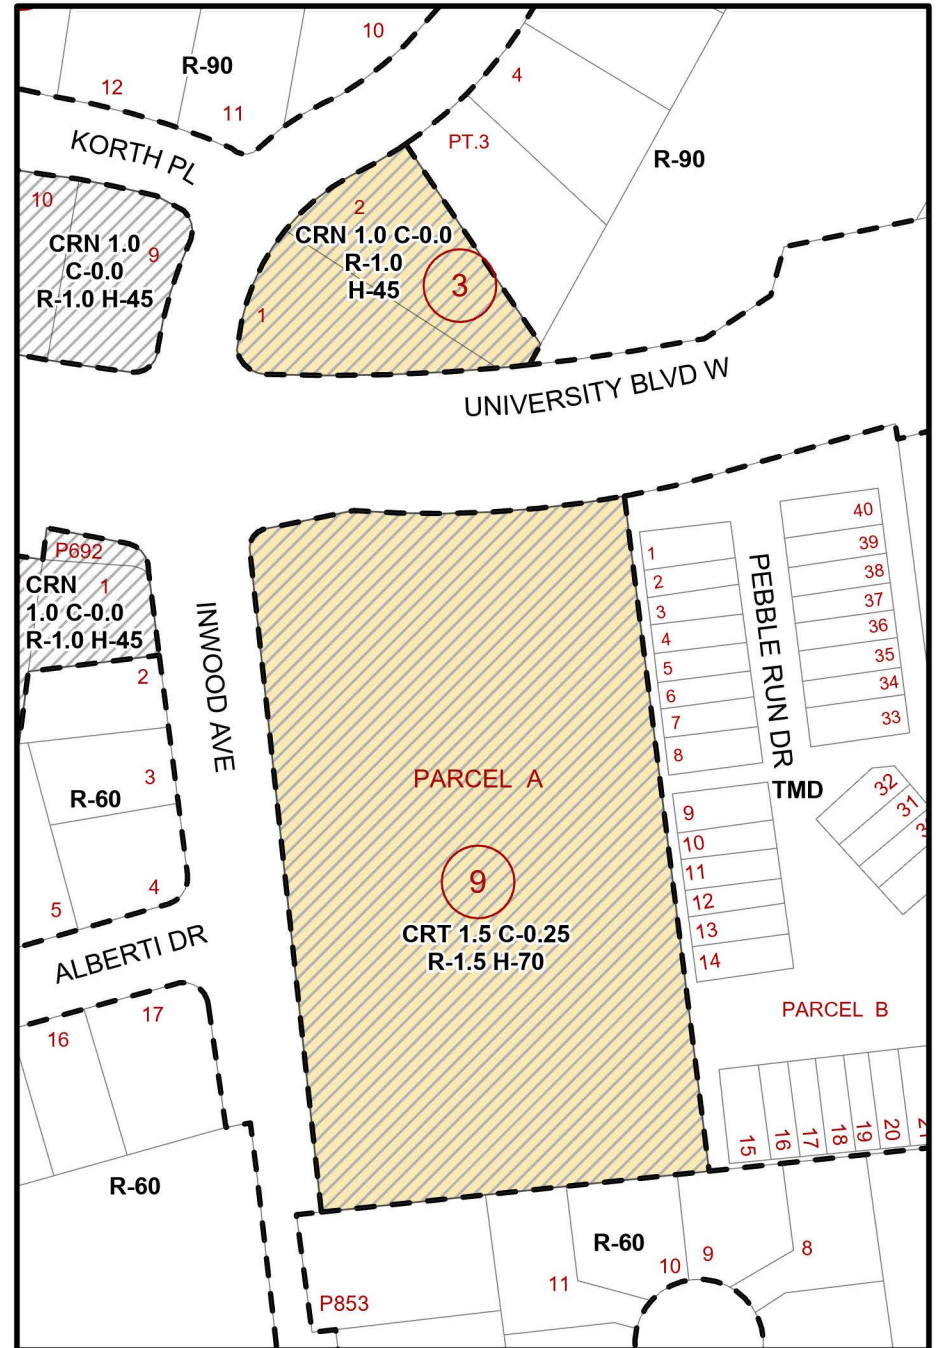 10
R-90
12
11
4
PT.3
R-90
KORTH PL
10
CRN 1.0
C-0.0
R-1.0 H-45
9
2
CRN 1.0 C-0.0
R-1.0
H-45
3
1
UNIVERSITY BLVD W
P692
CRN
1.0 C-0.0
R-1.0 H-45
1
2
INWOOD AVE
1
2
3
4
5
6
7
8
PEBBLE RUN DR
40
39
38
37
36
35
34
33
3
R-60
4
5
PARCEL A
9
CRT 1.5 C-0.25
R-1.5 H-70
TMD
32
31
9
10
11
12
13
14
ALBERTI DR
16
17
PARCEL B
15
16
17
18
19
20
R-60
R-60
11
10
9
8
P853